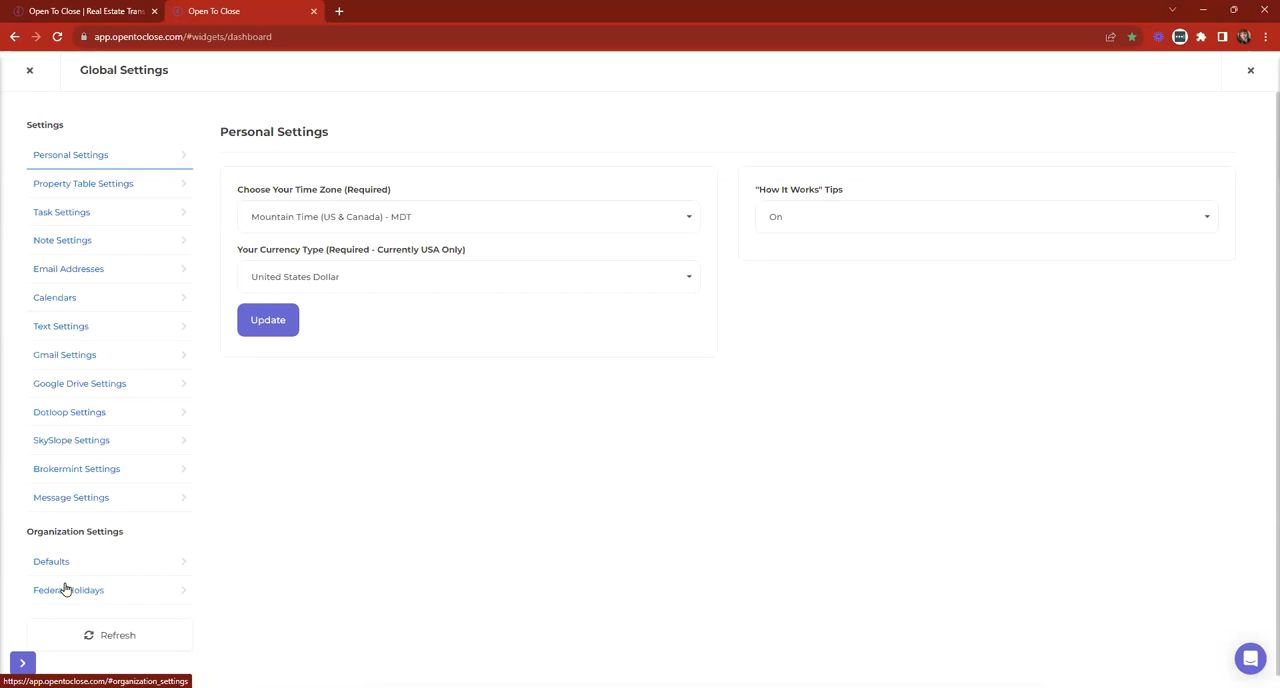 Open To Close | Real Estate Trans
Open To Close
app.opentoclose.com/#widgets/dashboard
Global Settings
Settings
Personal Settings
Property Table Settings
Task Settings
Note Settings
Email Addresses
Calendars
Text Settings
Gmail Settings
Google Drive Settings
Dotloop Settings
SkySlope Settings
Brokermint Settings
Message Settings
Organization Settings
Defaults
Federal Holidays
Refresh
Personal Settings
Choose Your Time Zone (Required)
Mountain Time (US & Canada) - MDT
Your Currency Type (Required - Currently USA Only)
United States Dollar
Update
"How It Works" Tips
On
https://app.opentoclose.com/#organization_settings